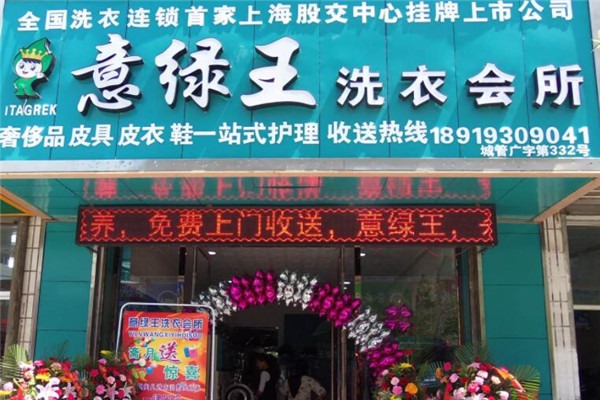 全国洗衣连锁首家上海股交中心挂牌上市公司
意绿王 洗衣会所
ITAGREK
奢侈品 皮具 皮衣 鞋一站式护理 收送热线 18919309041
城管广字第332号
养，免费上门收送，意绿王，
意绿王洗衣会所
送
惊喜